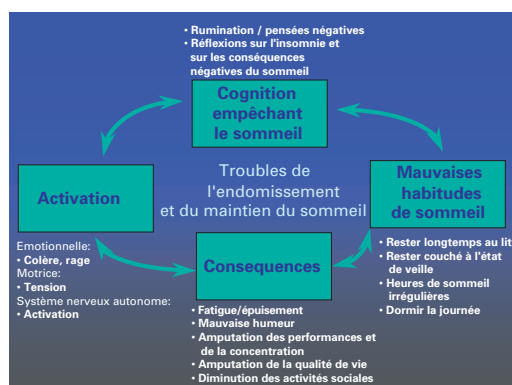 • Rumination / pensées négatives
• Réflexions sur l'insomnie et
sur les conséquences
négatives du sommeil
Cognition
empêchant
le sommeil
Activation
Troubles de
l'endomissement
et du maintien du sommeil
Mauvaises
habitudes
de sommeil
Emotionnelle:
• Colère, rage
Motrice:
• Tension
Système nerveux autonome:
• Activation
Consequences
• Rester longtemps au lit
• Rester couché à l'état
de veille
• Heures de sommeil
irrégulières
• Dormir la journée
• Fatigue/épuisement
• Mauvaise humeur
• Amputation des performances et
de la concentration
• Amputation de la qualité de vie
• Diminution des activités sociales